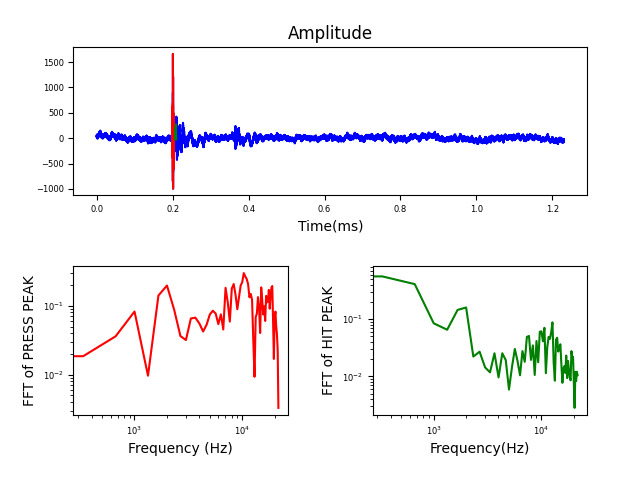 Amplitude
1500
1000
500
0
−500
−1000
0.0 0.2 0.4 0.6 0.8 1.0 1.2
Time(ms)
FFT of PRESS PEAK
10⁻¹
10⁻²
10³ 10⁴
Frequency (Hz)
FFT of HIT PEAK
10⁻¹
10⁻²
10³ 10⁴
Frequency(Hz)